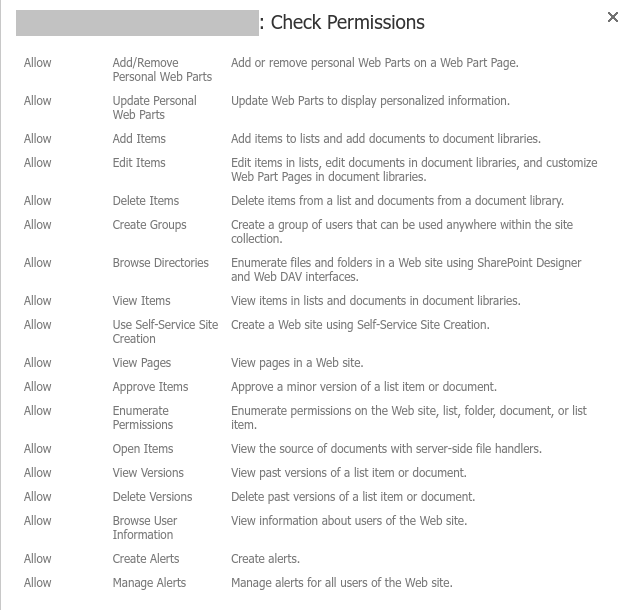 : Check Permissions
Allow Add/Remove Add or remove personal Web Parts on a Web Part Page.
Personal Web Parts
Allow Update Personal Update Web Parts to display personalized information.
Web Parts
Allow Add Items Add items to lists and add documents to document libraries.
Allow Edit Items Edit items in lists, edit documents in document libraries, and customize
Web Part Pages in document libraries.
Allow Delete Items Delete items from a list and documents from a document library.
Allow Create Groups Create a group of users that can be used anywhere within the site
collection.
Allow Browse Directories Enumerate files and folders in a Web site using SharePoint Designer
and Web DAV interfaces.
Allow View Items View items in lists and documents in document libraries.
Allow Use Self-Service Site Create a Web site using Self-Service Site Creation.
Creation
Allow View Pages View pages in a Web site.
Allow Approve Items Approve a minor version of a list item or document.
Allow Enumerate Enumerate permissions on the Web site, list, folder, document, or list
Permissions item.
Allow Open Items View the source of documents with server-side file handlers.
Allow View Versions View past versions of a list item or document.
Allow Delete Versions Delete past versions of a list item or document.
Allow Browse User View information about users of the Web site.
Information
Allow Create Alerts Create alerts.
Allow Manage Alerts Manage alerts for all users of the Web site.